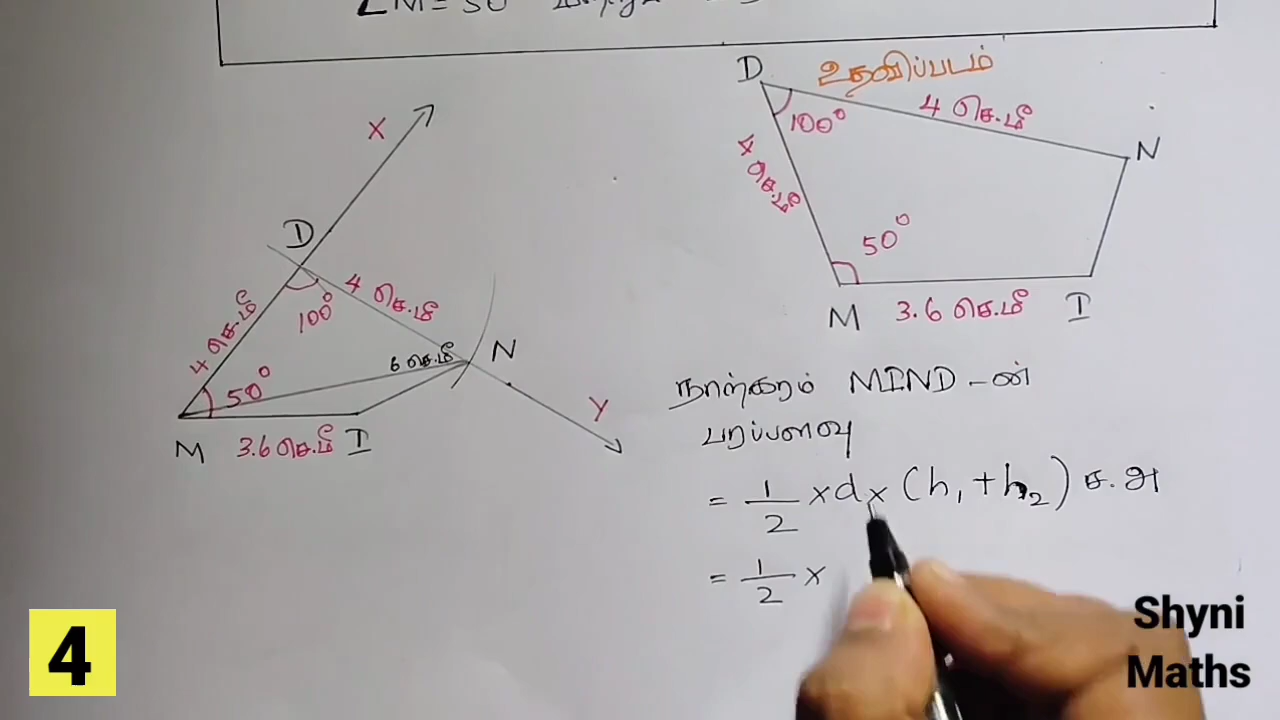 ∠M = 50°
D உதவிப்படம்
100° 4 செ.மீ
N
4 செ.மீ
50°
M 3.6 செ.மீ I
X
D
4 செ.மீ
100°
4 செ.மீ
6 செ.மீ N
50°
Y
M 3.6 செ.மீ I
நாற்கரம் MIND - ன்
பரப்பளவு
= 1/2 × d × (h₁ + h₂) ச.அ
= 1/2 ×
4
Shyni
Maths